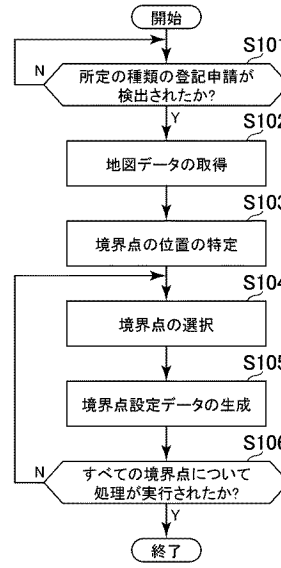 開始
S101
所定の種類の登記申請が
検出されたか?
N
Y
S102
地図データの取得
S103
境界点の位置の特定
S104
境界点の選択
S105
境界点設定データの生成
S106
すべての境界点について
処理が実行されたか?
N
Y
終了